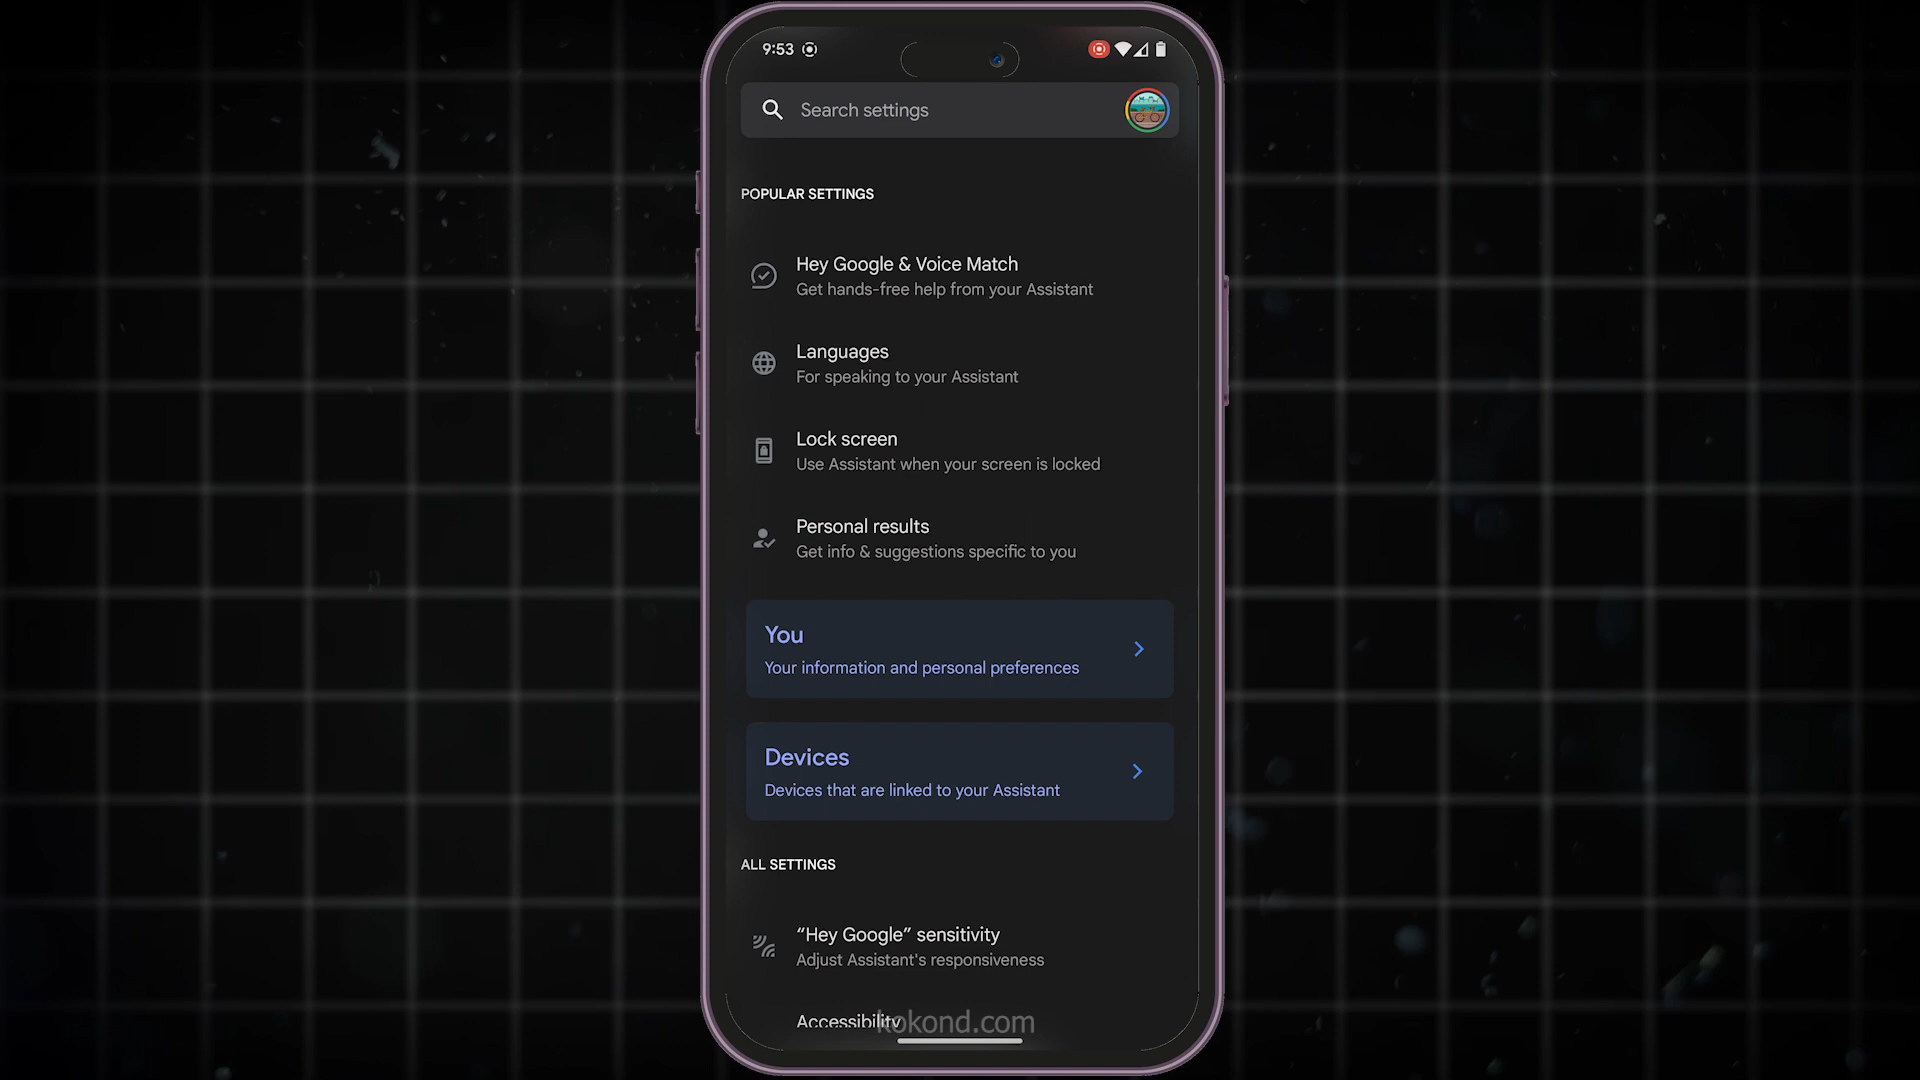 9:53
Search settings
POPULAR SETTINGS
Hey Google & Voice Match
Get hands-free help from your Assistant
Languages
For speaking to your Assistant
Lock screen
Use Assistant when your screen is locked
Personal results
Get info & suggestions specific to you
You
Your information and personal preferences
Devices
Devices that are linked to your Assistant
ALL SETTINGS
“Hey Google” sensitivity
Adjust Assistant's responsiveness
Accessibility
kokond.com